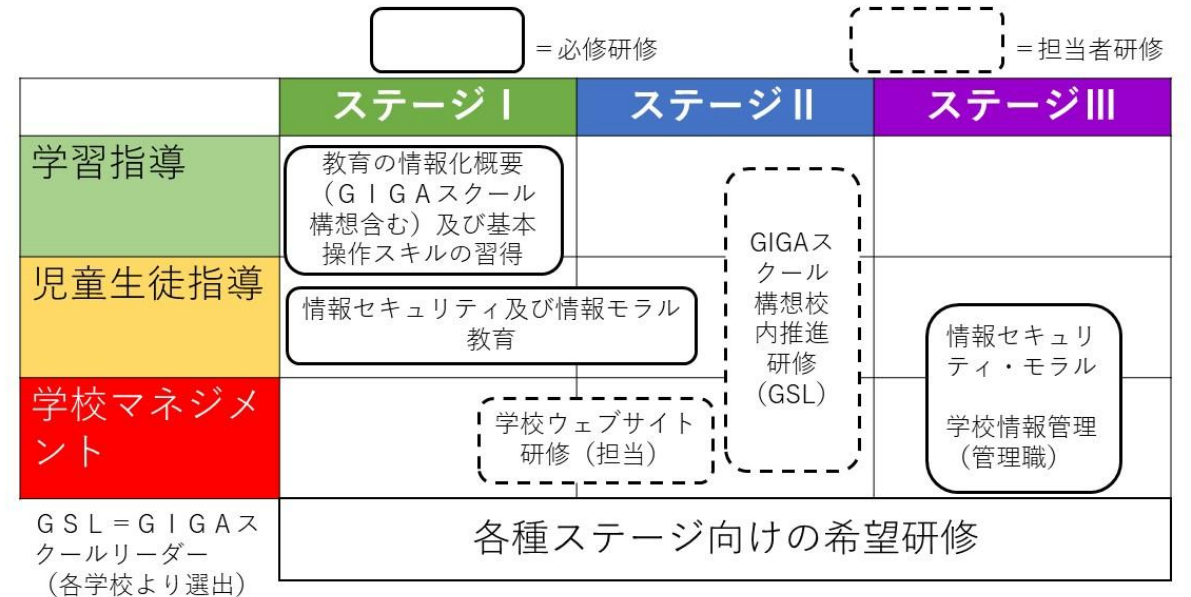 ＝必修研修
＝担当者研修
ステージⅠ
ステージⅡ
ステージⅢ
学習指導
教育の情報化概要
（ＧＩＧＡスクール
構想含む）及び基本
操作スキルの習得
GIGAス
クール
構想校
内推進
研修
（GSL）
児童生徒指導
情報セキュリティ及び情報モラル
教育
情報セキュリ
ティ・モラル
学校情報管理
（管理職）
学校マネジメ
ント
学校ウェブサイト
研修（担当）
ＧＳＬ＝ＧＩＧＡス
クールリーダー
（各学校より選出）
各種ステージ向けの希望研修